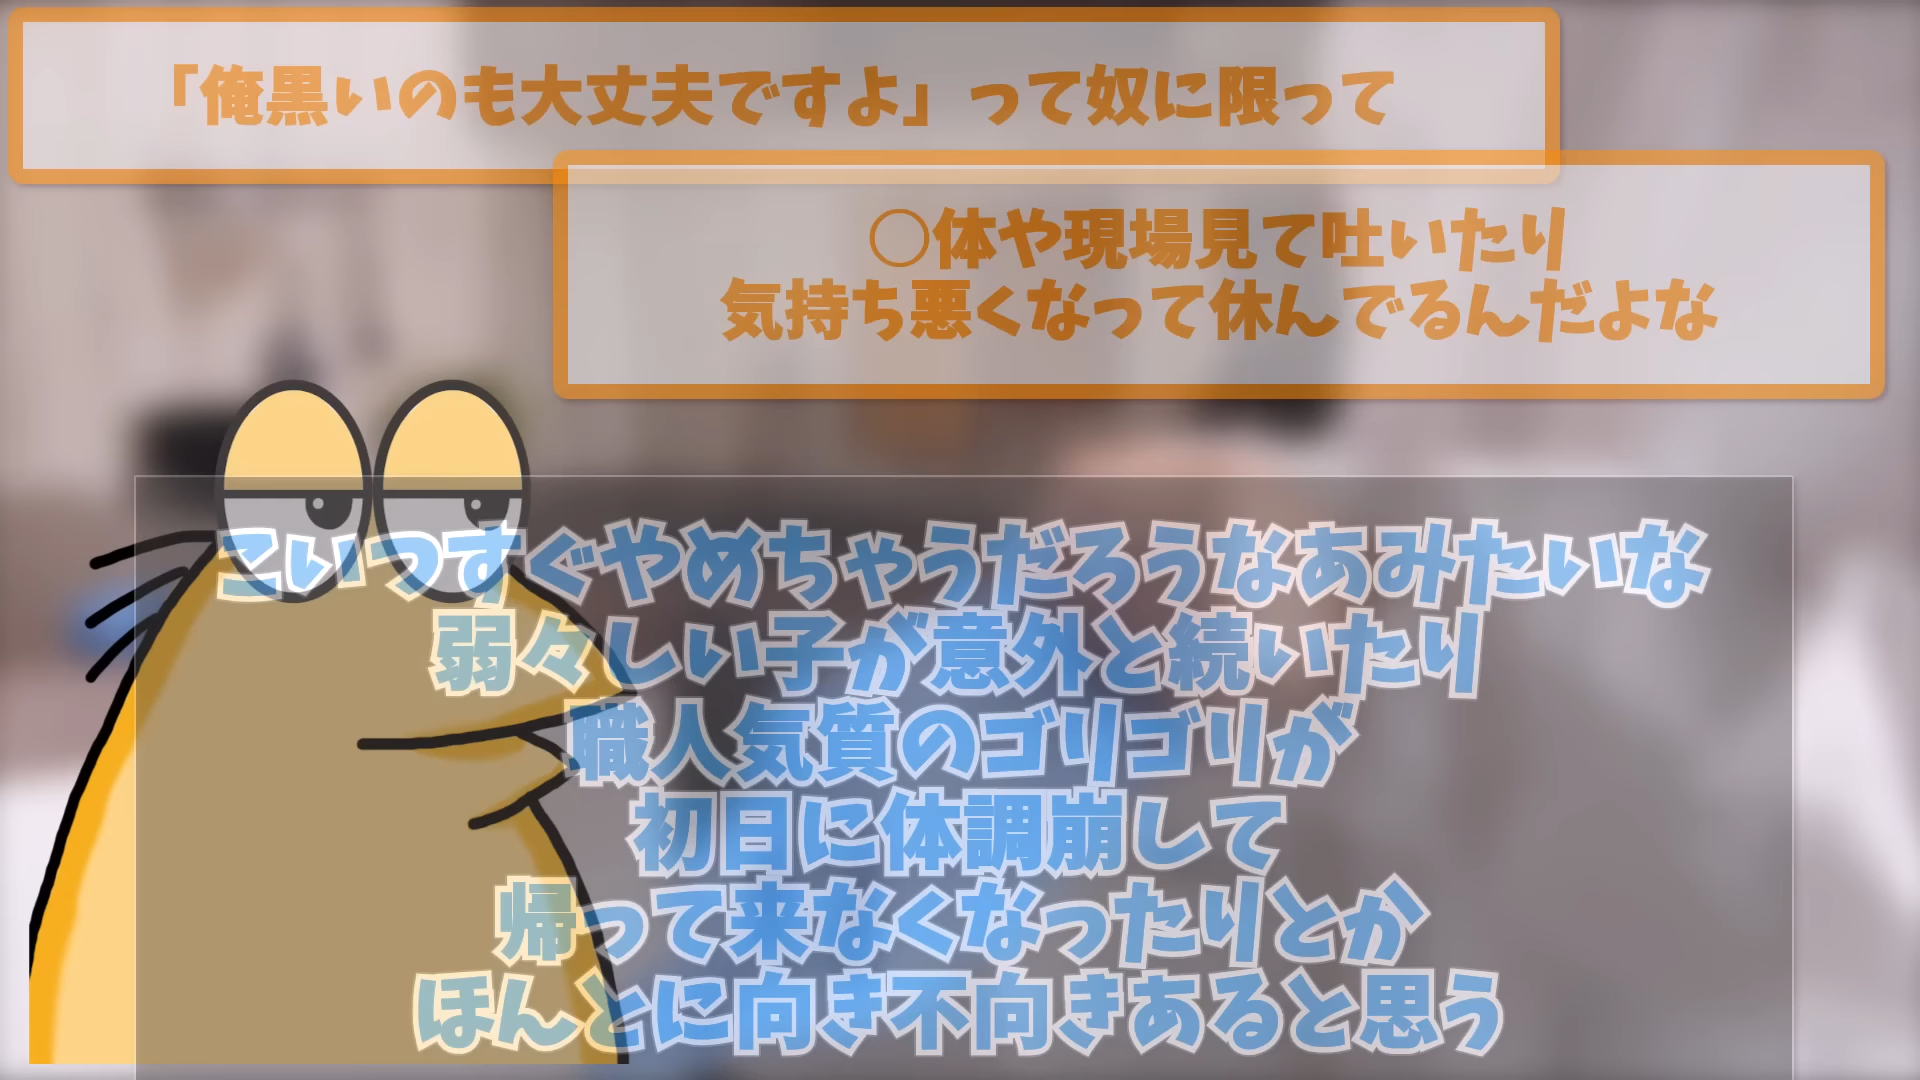 「俺黒いのも大丈夫ですよ」って奴に限って
〇体や現場見て吐いたり
気持ち悪くなって休んでるんだよな
こいつすぐやめちゃうだろうなあみたいな
弱々しい子が意外と続いたり
職人気質のゴリゴリが
初日に体調崩して
帰って来なくなったりとか
ほんとに向き不向きあると思う